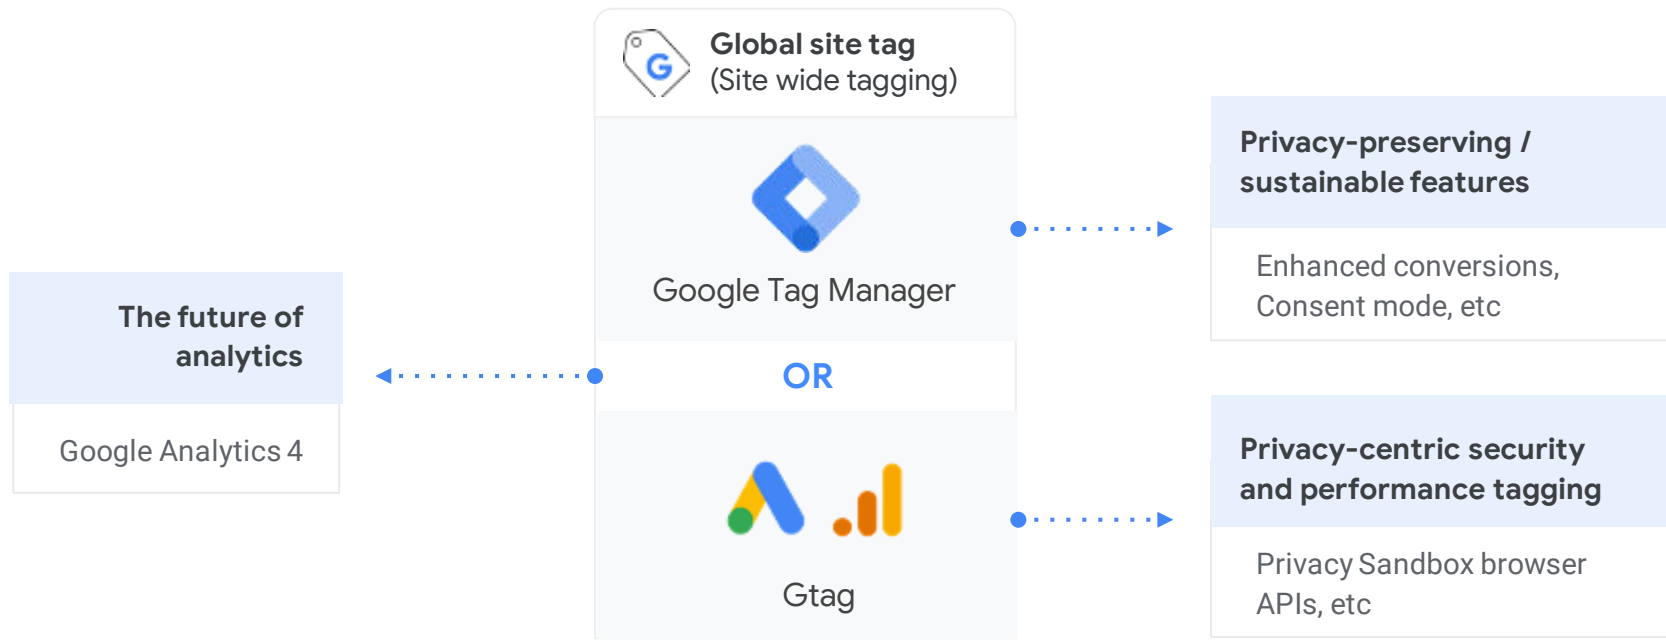 Global site tag
(Site wide tagging)
G
Google Tag Manager
OR
Gtag
The future of
analytics
Google Analytics 4
Privacy-preserving /
sustainable features
Enhanced conversions,
Consent mode, etc
Privacy-centric security
and performance tagging
Privacy Sandbox browser
APIs, etc